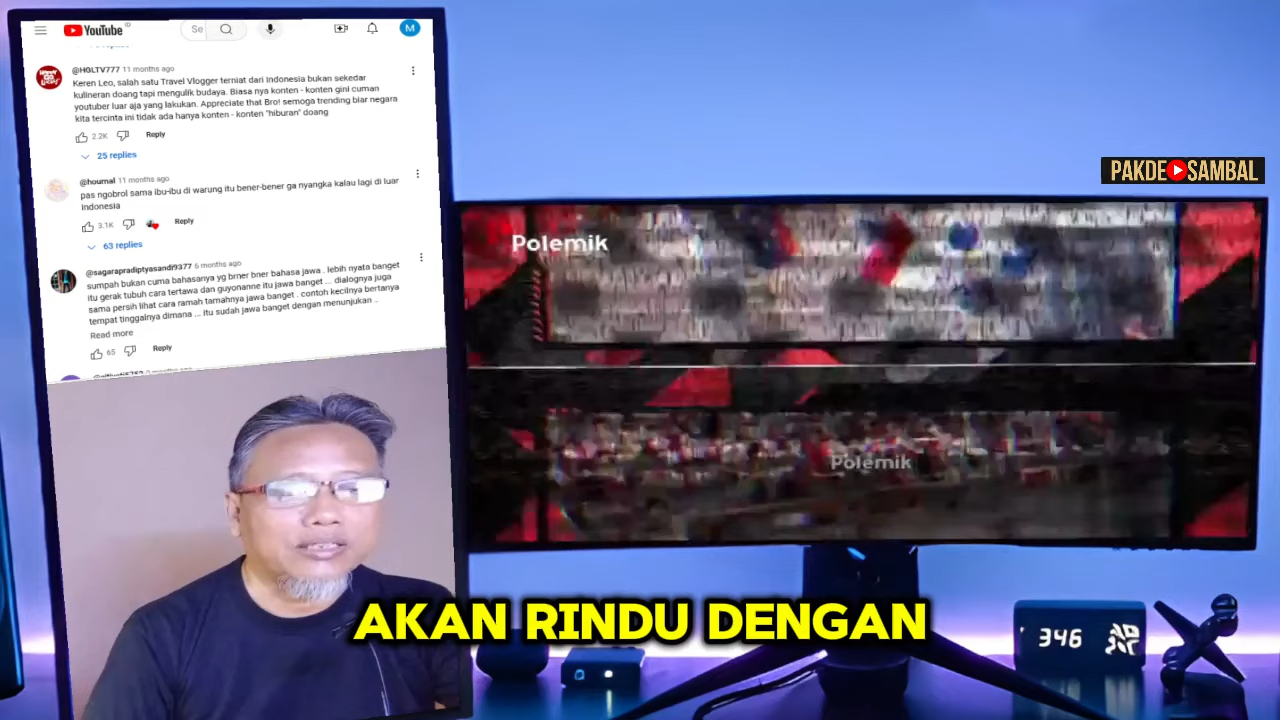 YouTube
ID
Se
M
@HGLTV777 11 months ago
Keren Leo, salah satu Travel Vlogger terniat dari Indonesia bukan sekedar
kulineran doang tapi mengulik budaya. Biasa nya konten - konten gini cuman
youtuber luar aja yang lakukan. Appreciate that Bro! semoga trending biar negara
kita tercinta ini tidak ada hanya konten - konten "hiburan" doang
2.2K Reply
25 replies
11 months ago
pas ngobrol sama ibu-ibu di warung itu bener-bener ga nyangka kalau lagi di luar
indonesia
3.1K Reply
63 replies
@sagarapradiptyasandi9377 6 months ago
sumpah bukan cuma bahasanya yg brner bner bahasa jawa . lebih nyata banget
itu gerak tubuh cara tertawa dan guyonanne itu jawa banget ... dialognya juga
sama persih lihat cara ramah tamahnya jawa banget . contoh kecilnya bertanya
tempat tinggalnya dimana ... itu sudah jawa banget dengan menunjukan ..
Read more
65 Reply
PAKDE SAMBAL
Polemik
Polemik
AKAN RINDU DENGAN
346